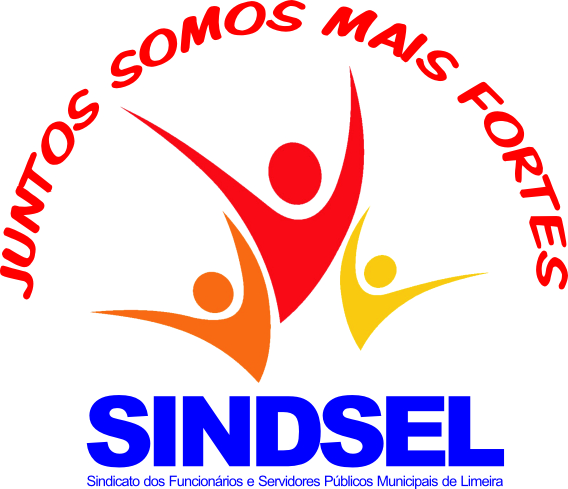 JUNTOS SOMOS MAIS FORTES
SINDSEL
Sindicato dos Funcionários e Servidores Públicos Municipais de Limeira